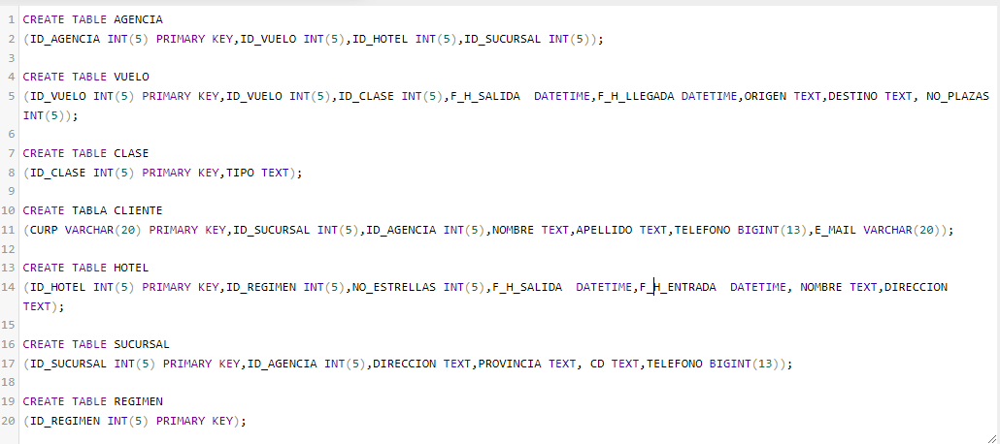 1 CREATE TABLE AGENCIA
2 (ID_AGENCIA INT(5) PRIMARY KEY,ID_VUELO INT(5),ID_HOTEL INT(5),ID_SUCURSAL INT(5));
3
4 CREATE TABLE VUELO
5 (ID_VUELO INT(5) PRIMARY KEY,ID_VUELO INT(5),ID_CLASE INT(5),F_H_SALIDA  DATETIME,F_H_LLEGADA DATETIME,ORIGEN TEXT,DESTINO TEXT, NO_PLAZAS
INT(5));
6
7 CREATE TABLE CLASE
8 (ID_CLASE INT(5) PRIMARY KEY,TIPO TEXT);
9
10 CREATE TABLA CLIENTE
11 (CURP VARCHAR(20) PRIMARY KEY,ID_SUCURSAL INT(5),ID_AGENCIA INT(5),NOMBRE TEXT,APELLIDO TEXT,TELEFONO BIGINT(13),E_MAIL VARCHAR(20));
12
13 CREATE TABLE HOTEL
14 (ID_HOTEL INT(5) PRIMARY KEY,ID_REGIMEN INT(5),NO_ESTRELLAS INT(5),F_H_SALIDA  DATETIME,F_H_ENTRADA  DATETIME, NOMBRE TEXT,DIRECCION
TEXT);
15
16 CREATE TABLE SUCURSAL
17 (ID_SUCURSAL INT(5) PRIMARY KEY,ID_AGENCIA INT(5),DIRECCION TEXT,PROVINCIA TEXT, CD TEXT,TELEFONO BIGINT(13));
18
19 CREATE TABLE REGIMEN
20 (ID_REGIMEN INT(5) PRIMARY KEY);